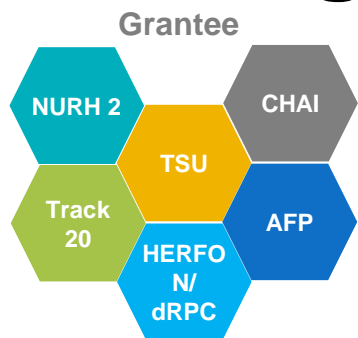 Grantee
NURH 2
CHAI
TSU
Track
20
AFP
HERFO
N/
dRPC